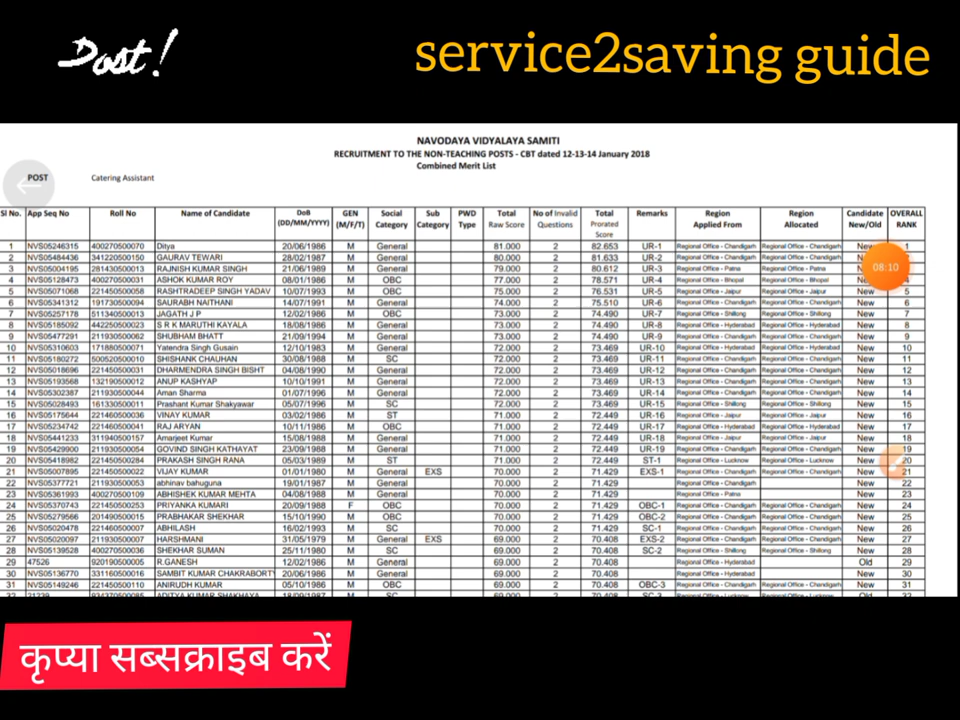 Dost!
service2saving guide
NAVODAYA VIDYALAYA SAMITI
RECRUITMENT TO THE NON-TEACHING POSTS - CBT dated 12-13-14 January 2018
Combined Merit List
POST Catering Assistant
Sl No. App Seq No Roll No Name of Candidate DoB (DD/MM/YYYY) GEN (M/F/T) Social Category Sub Category PWD Type Total Raw Score No of Invalid Questions Total Prorated Score Remarks Region Applied From Region Allocated Candidate New/Old OVERALL RANK
1 NVS05246315 400270500070 Ditya 20/06/1986 M General 81.000 2 82.653 UR-1 Regional Office - Chandigarh Regional Office - Chandigarh New 1
2 NVS05484436 341220500150 GAURAV TEWARI 28/02/1987 M General 80.000 2 81.633 UR-2 Regional Office - Chandigarh Regional Office - Chandigarh
3 NVS05004195 281430500013 RAJNISH KUMAR SINGH 21/06/1989 M General 79.000 2 80.612 UR-3 Regional Office - Patna Regional Office - Patna
4 NVS05128473 400270500031 ASHOK KUMAR ROY 08/01/1986 M OBC 77.000 2 78.571 UR-4 Regional Office - Bhopal Regional Office - Bhopal
5 NVS05071068 221450500058 RASHTRADEEP SINGH YADAV 10/07/1993 M OBC 75.000 2 76.531 UR-5 Regional Office - Jaipur Regional Office - Jaipur New 5
6 NVS05341312 191730500094 SAURABH NAITHANI 14/07/1991 M General 74.000 2 75.510 UR-6 Regional Office - Chandigarh Regional Office - Chandigarh New 6
7 NVS05257178 511340500013 JAGATH J P 12/02/1986 M OBC 73.000 2 74.490 UR-7 Regional Office - Shillong Regional Office - Shillong New 7
8 NVS05185092 442250500023 S R K MARUTHI KAYALA 18/08/1986 M General 73.000 2 74.490 UR-8 Regional Office - Hyderabad Regional Office - Hyderabad New 8
9 NVS05477291 211930500062 SHUBHAM BHATT 21/09/1994 M General 73.000 2 74.490 UR-9 Regional Office - Chandigarh Regional Office - Chandigarh New 9
10 NVS05310603 171880500071 Yatendra Singh Gusain 12/10/1983 M General 72.000 2 73.469 UR-10 Regional Office - Hyderabad Regional Office - Hyderabad New 10
11 NVS05180272 500520500010 SHISHANK CHAUHAN 30/08/1988 M SC 72.000 2 73.469 UR-11 Regional Office - Chandigarh Regional Office - Chandigarh New 11
12 NVS05018696 221450500031 DHARMENDRA SINGH BISHT 04/08/1990 M General 72.000 2 73.469 UR-12 Regional Office - Chandigarh Regional Office - Chandigarh New 12
13 NVS05193568 132190500012 ANUP KASHYAP 10/10/1991 M General 72.000 2 73.469 UR-13 Regional Office - Chandigarh Regional Office - Chandigarh New 13
14 NVS05302387 211930500044 Aman Sharma 01/07/1996 M General 72.000 2 73.469 UR-14 Regional Office - Chandigarh Regional Office - Chandigarh New 14
15 NVS05028493 161330500011 Prashant Kumar Shakyawar 05/07/1996 M SC 72.000 2 73.469 UR-15 Regional Office - Shillong Regional Office - Shillong New 15
16 NVS05175644 221460500036 VINAY KUMAR 03/02/1986 M ST 71.000 2 72.449 UR-16 Regional Office - Jaipur Regional Office - Jaipur New 16
17 NVS05234742 221460500041 RAJ ARYAN 10/11/1986 M OBC 71.000 2 72.449 UR-17 Regional Office - Hyderabad Regional Office - Hyderabad New 17
18 NVS05441233 311940500157 Amarjeet Kumar 15/08/1988 M General 71.000 2 72.449 UR-18 Regional Office - Jaipur Regional Office - Jaipur New 18
19 NVS05429900 211930500054 GOVIND SINGH KATHAYAT 23/09/1988 M General 71.000 2 72.449 UR-19 Regional Office - Chandigarh Regional Office - Chandigarh New 19
20 NVS05418982 221450500284 PRAKASH SINGH RANA 05/03/1989 M ST 70.000 2 71.429 ST-1 Regional Office - Lucknow Regional Office - Lucknow New 20
21 NVS05007895 221450500022 VIJAY KUMAR 01/01/1980 M General EXS 70.000 2 71.429 EXS-1 Regional Office - Chandigarh Regional Office - Chandigarh New 21
22 NVS05377721 211930500053 abhinav bahuguna 19/01/1987 M General 70.000 2 71.429 Regional Office - Chandigarh New 22
23 NVS05361993 400270500109 ABHISHEK KUMAR MEHTA 04/08/1988 M General 70.000 2 71.429 Regional Office - Patna New 23
24 NVS05370743 221450500253 PRIYANKA KUMARI 20/09/1988 F OBC 70.000 2 71.429 OBC-1 Regional Office - Chandigarh Regional Office - Chandigarh New 24
25 NVS05279566 201490500015 PRABHAKAR SHEKHAR 15/10/1990 M OBC 70.000 2 71.429 OBC-2 Regional Office - Chandigarh Regional Office - Chandigarh New 25
26 NVS05020478 221460500007 ABHILASH 16/02/1993 M SC 70.000 2 71.429 SC-1 Regional Office - Chandigarh Regional Office - Chandigarh New 26
27 NVS05020097 211930500007 HARSHMANI 31/05/1979 M General EXS 69.000 2 70.408 EXS-2 Regional Office - Chandigarh Regional Office - Chandigarh New 27
28 NVS05139528 400270500036 SHEKHAR SUMAN 25/11/1980 M SC 69.000 2 70.408 SC-2 Regional Office - Shillong Regional Office - Shillong New 28
29 47526 920190500005 R.GANESH 12/02/1986 M General 69.000 2 70.408 Regional Office - Hyderabad Old 29
30 NVS05136770 331160500016 SAMBIT KUMAR CHAKRABORTY 20/06/1986 M General 69.000 2 70.408 Regional Office - Hyderabad New 30
31 NVS05149246 221450500110 ANIRUDH KUMAR 05/10/1986 M OBC 69.000 2 70.408 OBC-3 Regional Office - Chandigarh Regional Office - Chandigarh New 31
08:10
कृप्या सब्सक्राइब करें